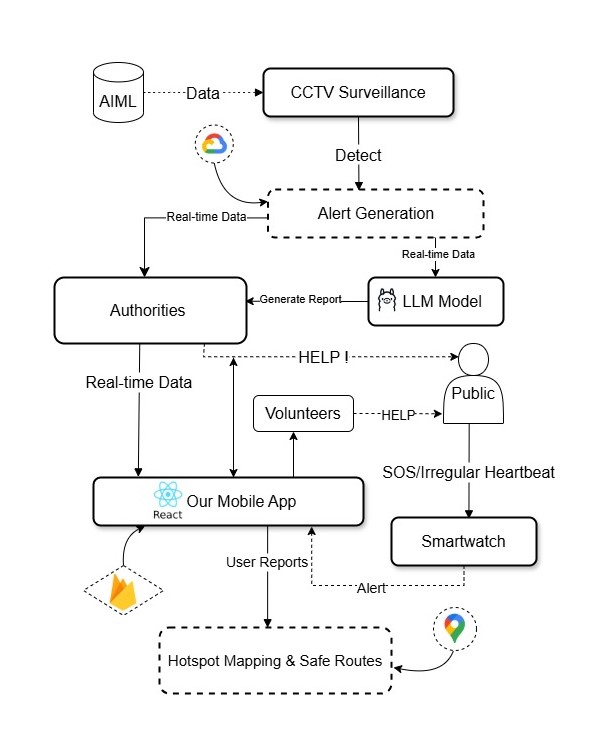 AIML
Data
CCTV Surveillance
Detect
Alert Generation
Real-time Data
Real-time Data
Authorities
Generate Report
LLM Model
HELP !
Public
Real-time Data
Volunteers
HELP
SOS/Irregular Heartbeat
React
Our Mobile App
Smartwatch
User Reports
Alert
Hotspot Mapping & Safe Routes